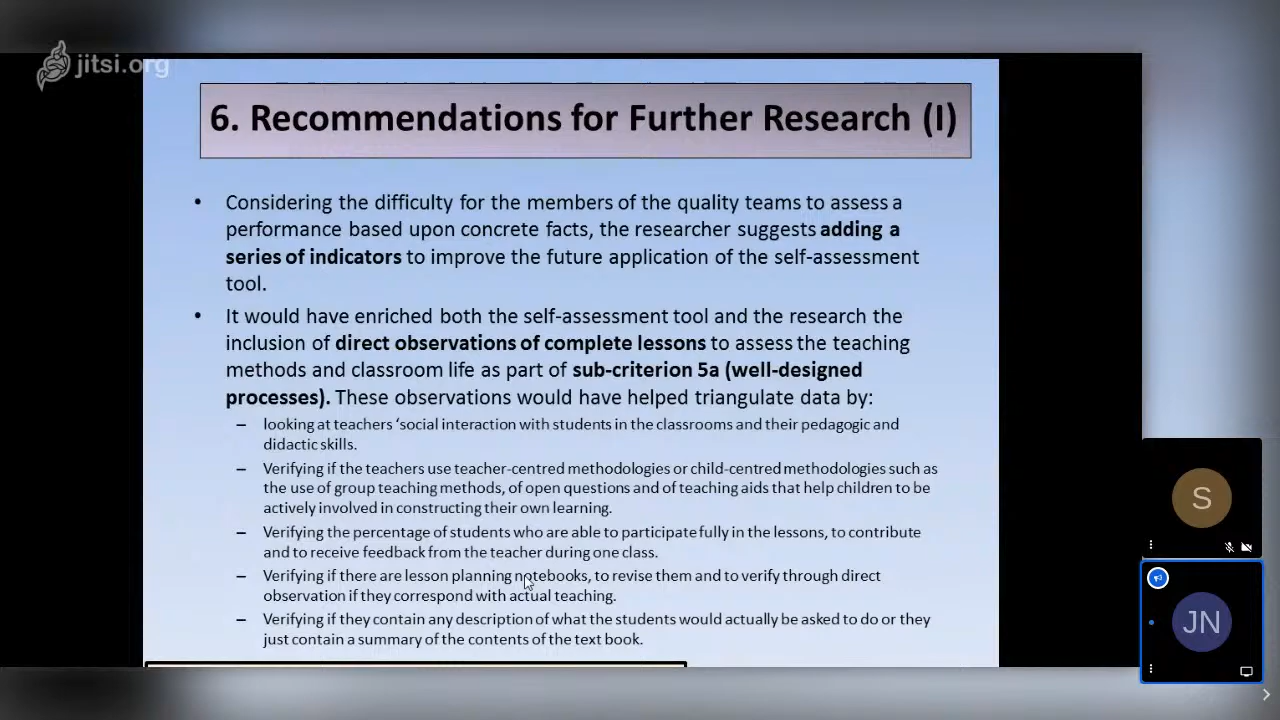 jitsi.org
6. Recommendations for Further Research (I)
• Considering the difficulty for the members of the quality teams to assess a
performance based upon concrete facts, the researcher suggests adding a
series of indicators to improve the future application of the self-assessment
tool.
• It would have enriched both the self-assessment tool and the research the
inclusion of direct observations of complete lessons to assess the teaching
methods and classroom life as part of sub-criterion 5a (well-designed
processes). These observations would have helped triangulate data by:
– looking at teachers ‘social interaction with students in the classrooms and their pedagogic and
didactic skills.
– Verifying if the teachers use teacher-centred methodologies or child-centred methodologies such as
the use of group teaching methods, of open questions and of teaching aids that help children to be
actively involved in constructing their own learning.
– Verifying the percentage of students who are able to participate fully in the lessons, to contribute
and to receive feedback from the teacher during one class.
– Verifying if there are lesson planning notebooks, to revise them and to verify through direct
observation if they correspond with actual teaching.
– Verifying if they contain any description of what the students would actually be asked to do or they
just contain a summary of the contents of the text book.
S
JN